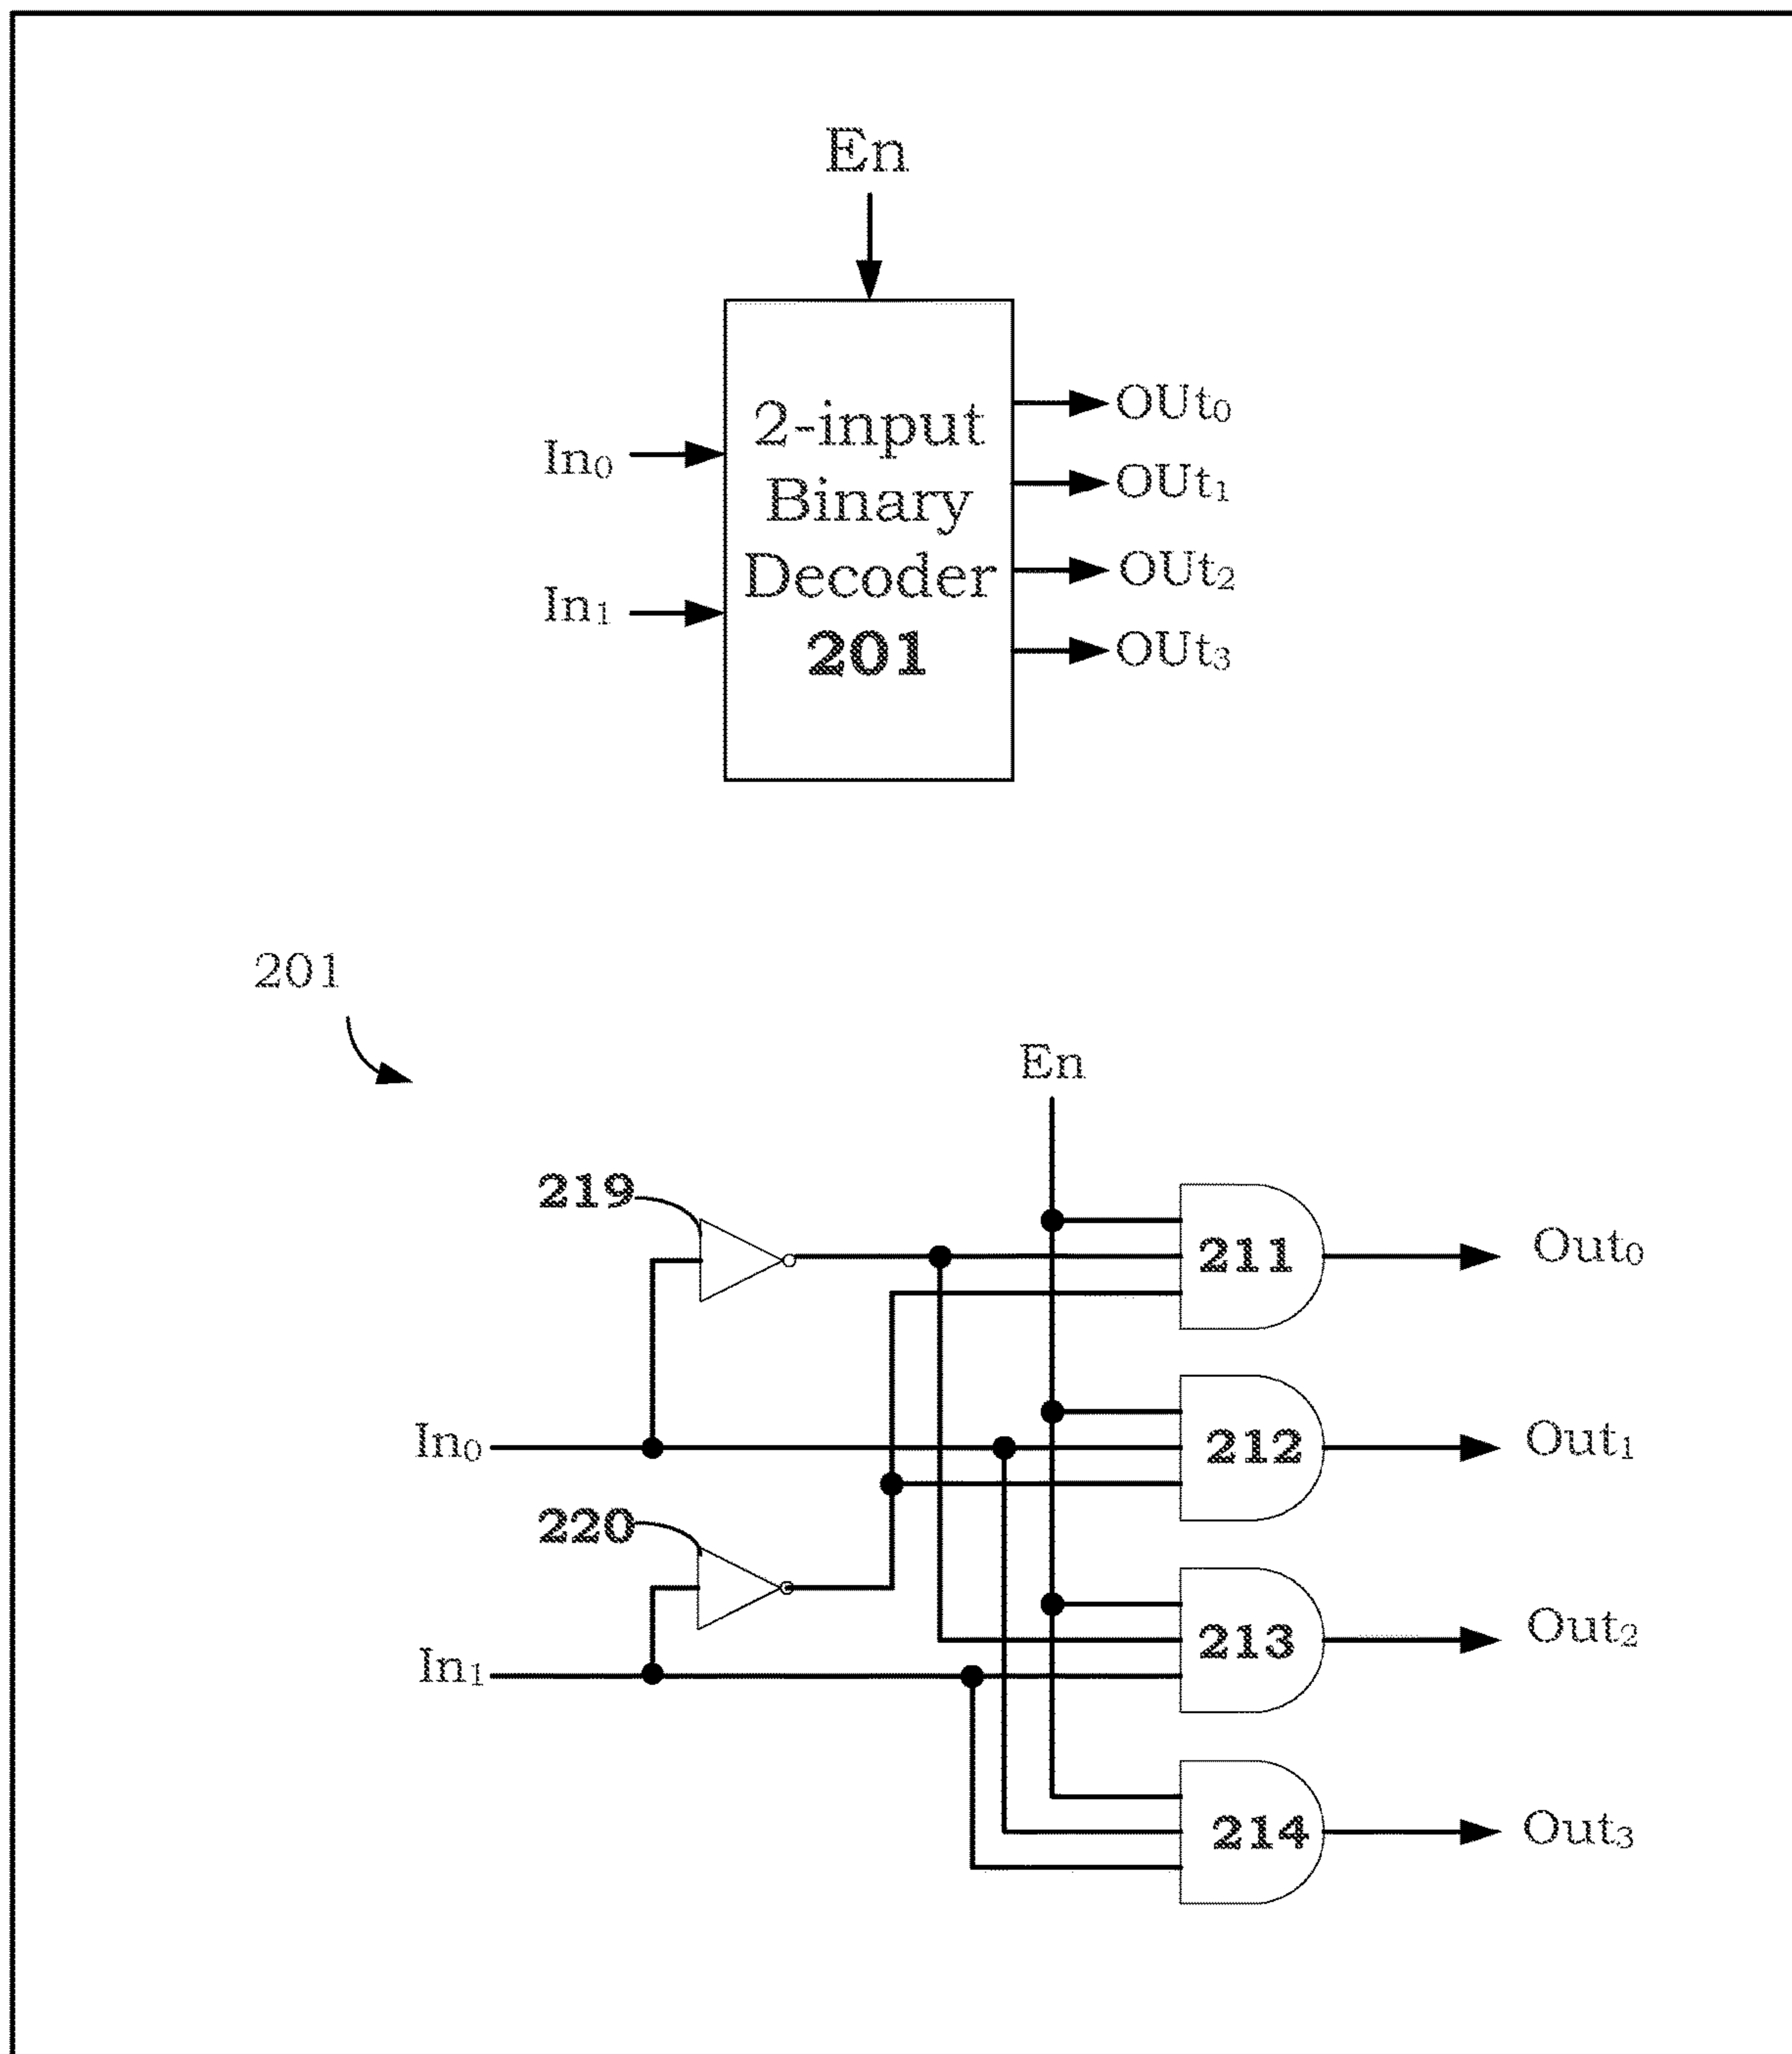 En
2-input
Binary
Decoder
201
In₀
In₁
OUt₀
OUt₁
OUt₂
OUt₃
201
En
219
211
Out₀
In₀
212
Out₁
220
213
Out₂
In₁
214
Out₃